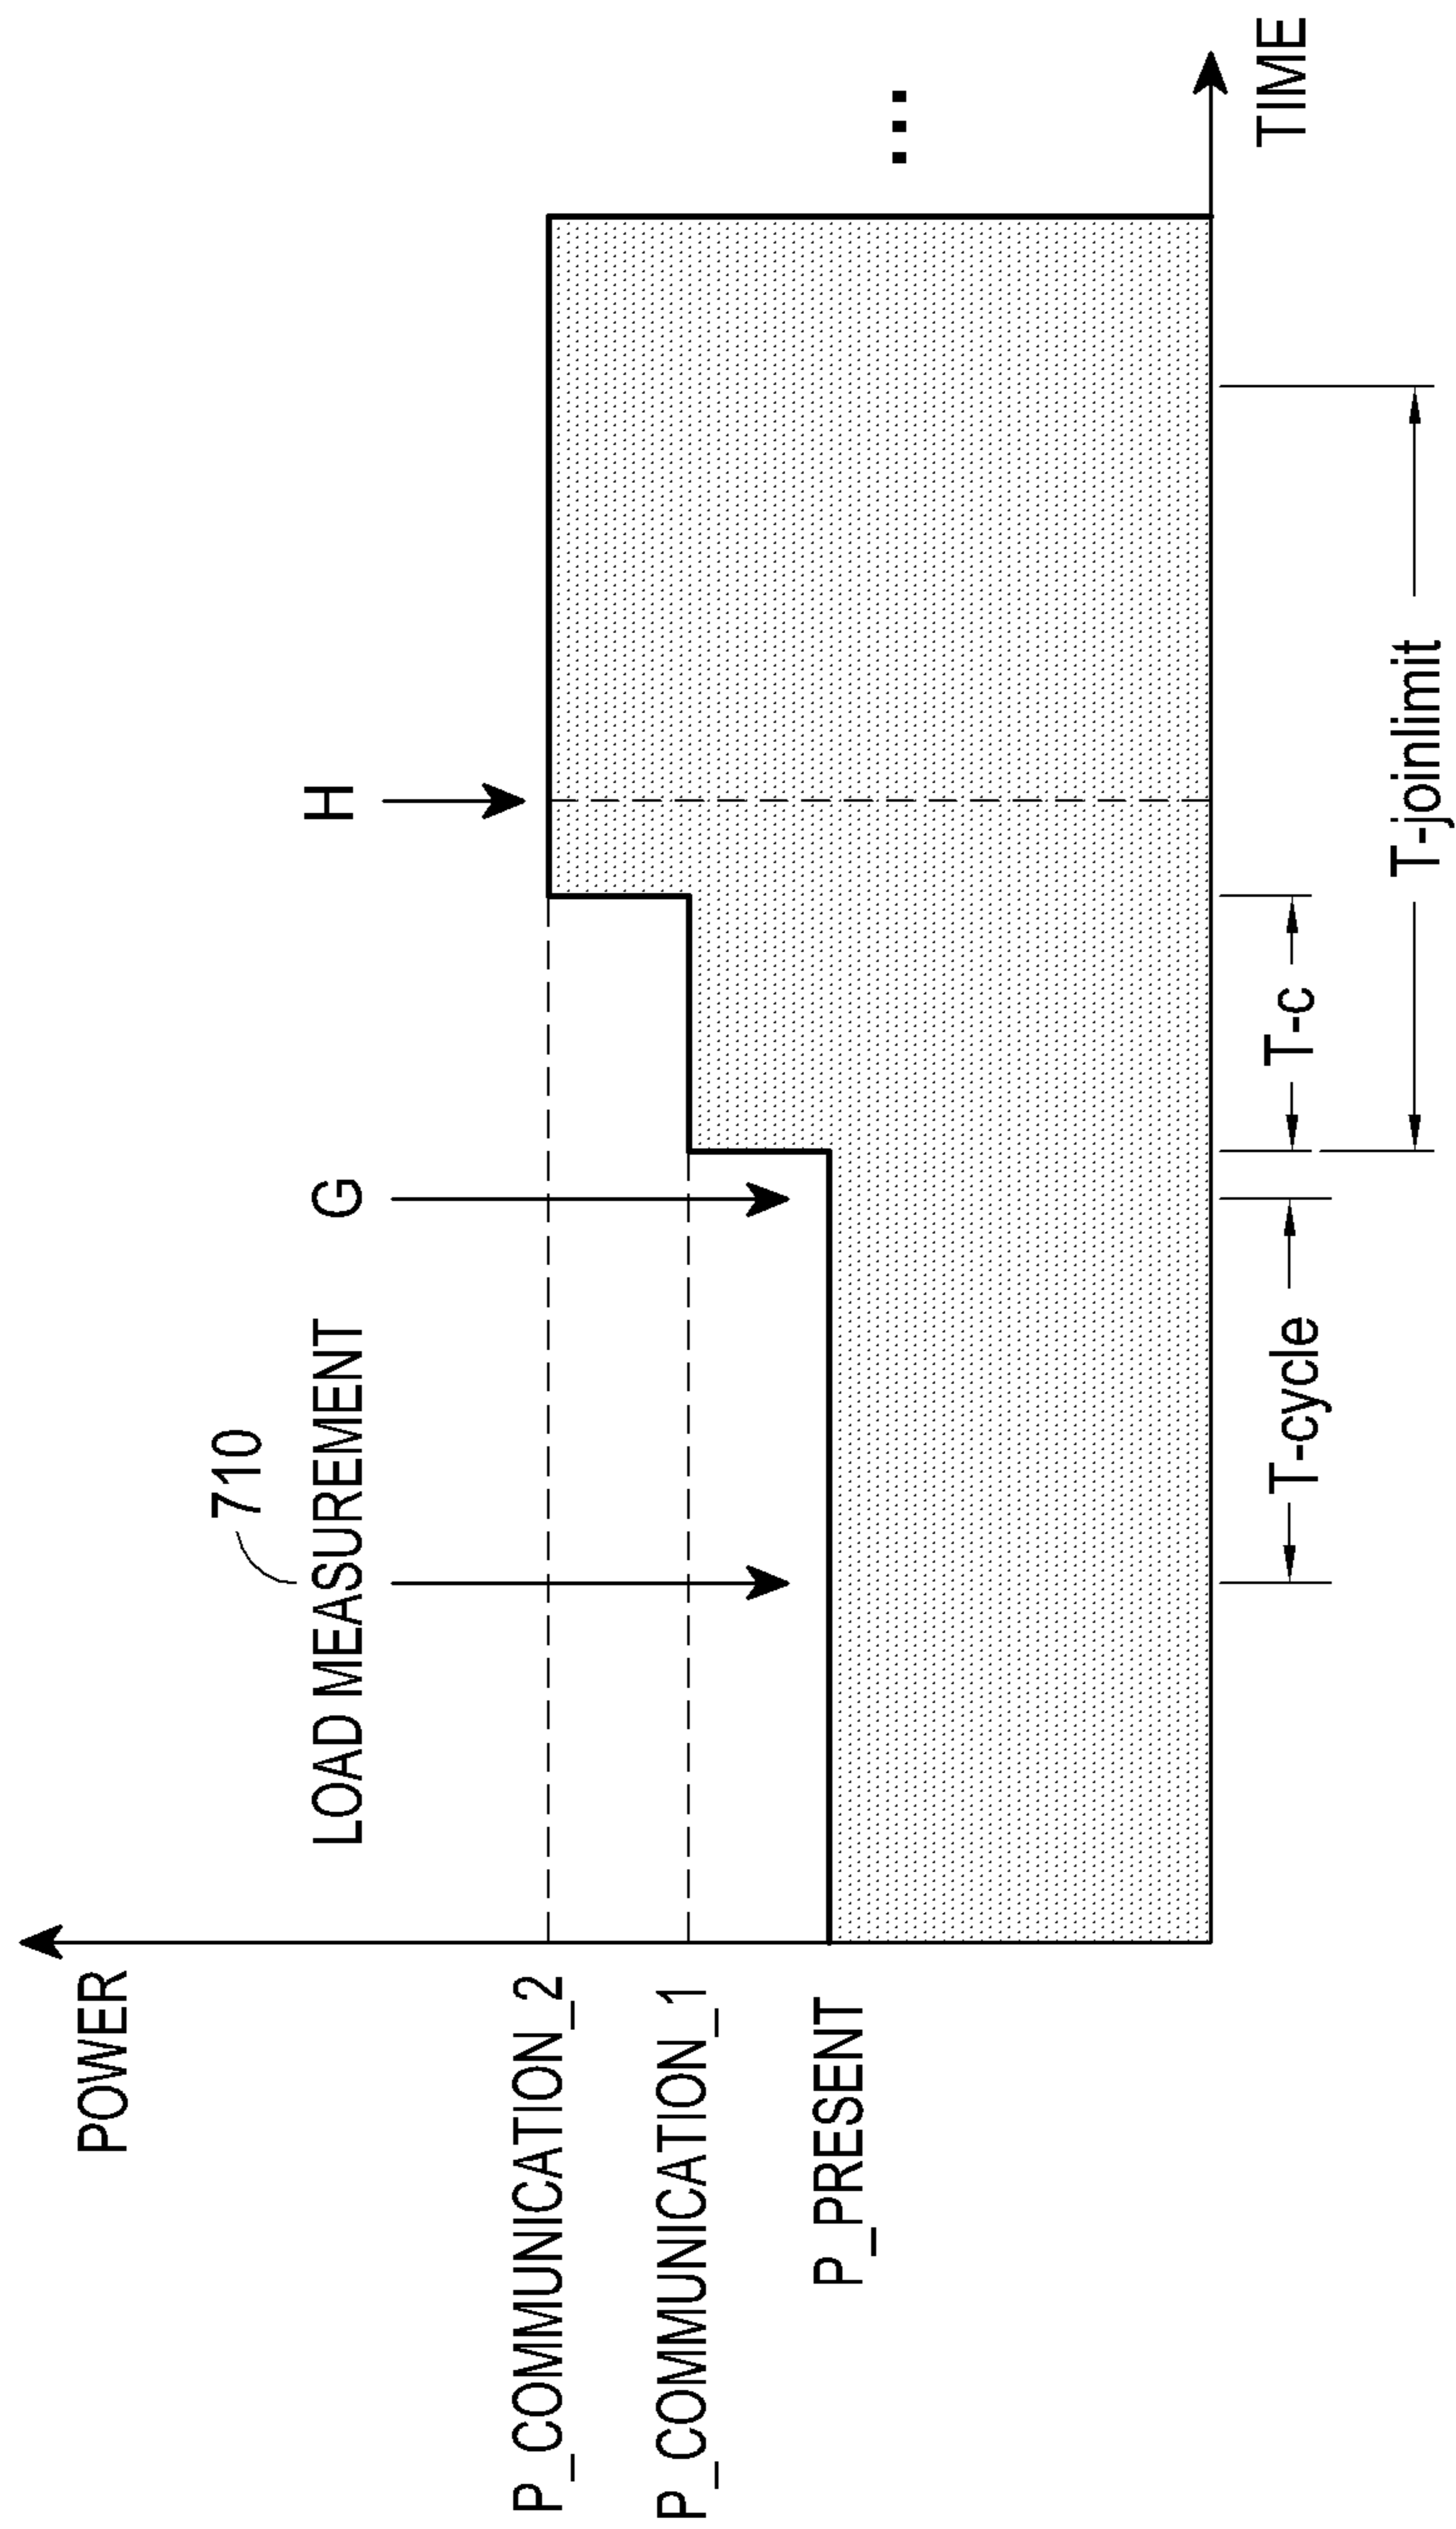 POWER
710
LOAD MEASUREMENT
G
H
P_COMMUNICATION_2
P_COMMUNICATION_1
P_PRESENT
...
TIME
T-cycle
T-c
T-joinlimit